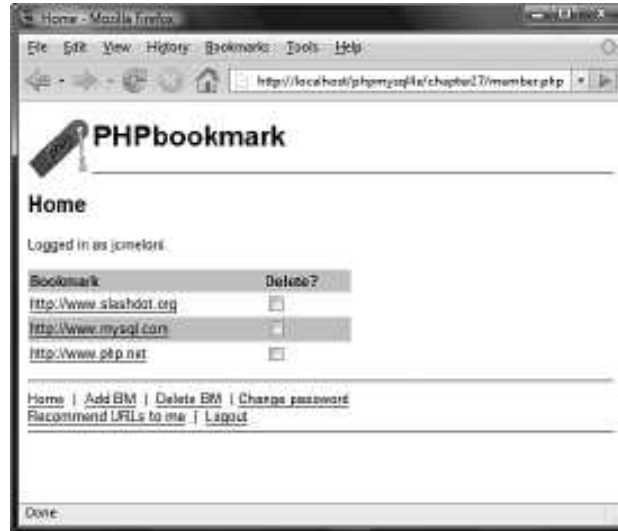 Home - Mozilla Firefox
File Edit View History Bookmarks Tools Help
http://localhost/phpmysql4e/chapter27/member.php
PHPbookmark
Home
Logged in as jcmeloni.
Bookmark Delete?
http://www.slashdot.org
http://www.mysql.com
http://www.php.net
Home | Add BM | Delete BM | Change password
Recommend URLs to me | Logout
Done